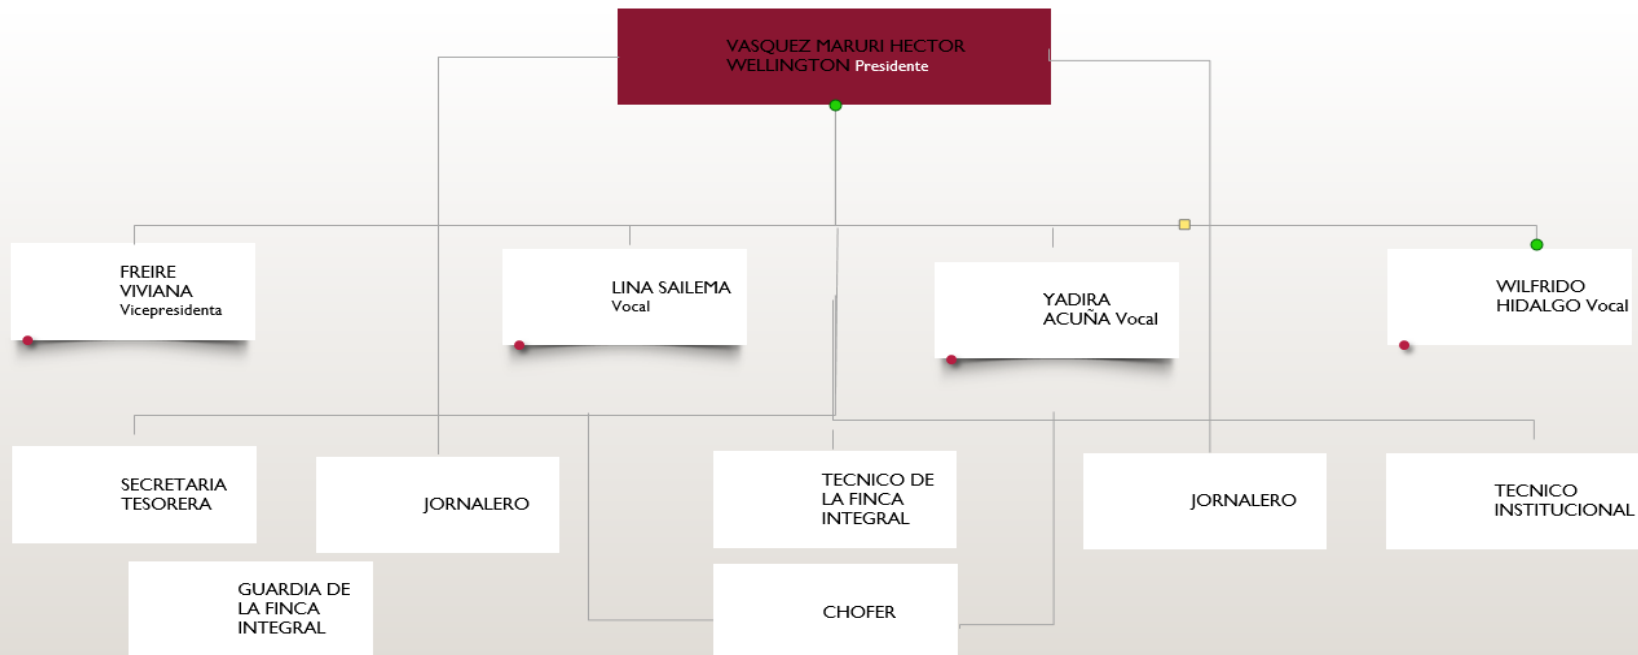 VASQUEZ MARURI HECTOR
WELLINGTON Presidente
FREIRE
VIVIANA
Vicepresidenta
LINA SAILEMA
Vocal
YADIRA
ACUÑA Vocal
WILFRIDO
HIDALGO Vocal
SECRETARIA
TESORERA
JORNALERO
TECNICO DE
LA FINCA
INTEGRAL
JORNALERO
TECNICO
INSTITUCIONAL
GUARDIA DE
LA FINCA
INTEGRAL
CHOFER